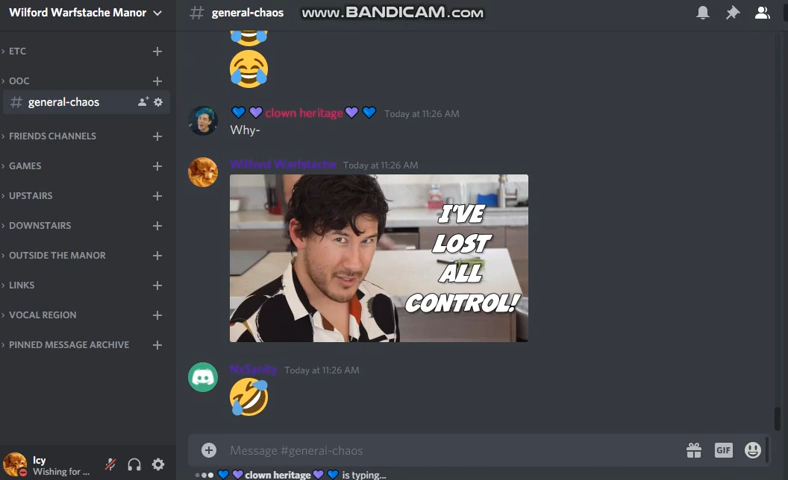 Wilford Warfstache Manor
# general-chaos
www.BANDICAM.com
ETC
OOC
# general-chaos
FRIENDS CHANNELS
GAMES
UPSTAIRS
DOWNSTAIRS
OUTSIDE THE MANOR
LINKS
VOCAL REGION
PINNED MESSAGE ARCHIVE
Icy
Wishing for ...
💙💜clown heritage💜💙 Today at 11:26 AM
Why-
Wilford Warfstache Today at 11:26 AM
I'VE
LOST
ALL
CONTROL!
NxSanity Today at 11:26 AM
Message #general-chaos
GIF
💙💜clown heritage💜💙 is typing...